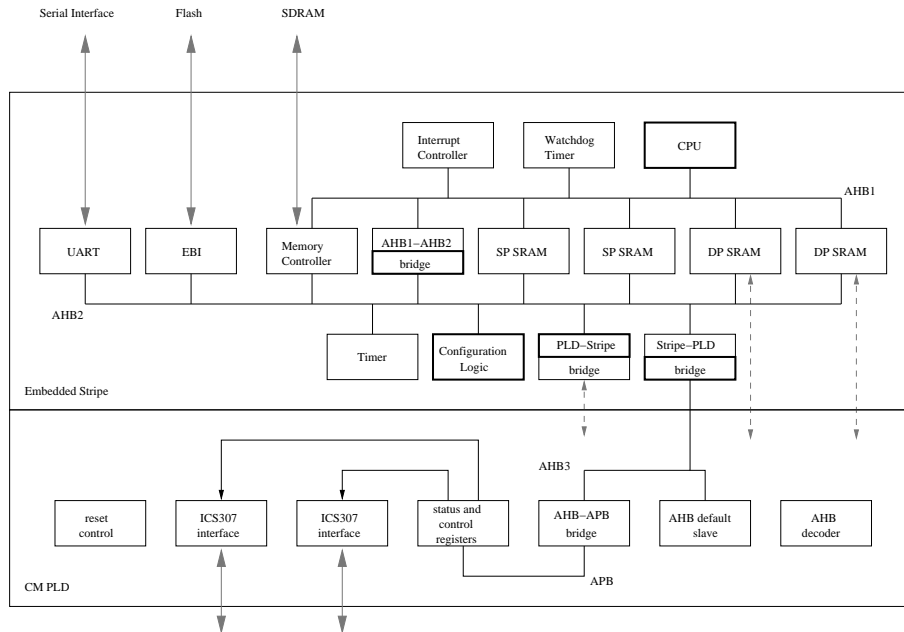 Serial Interface
Flash
SDRAM
Interrupt
Controller
Watchdog
Timer
CPU
AHB1
UART
EBI
Memory
Controller
AHB1–AHB2
bridge
SP SRAM
SP SRAM
DP SRAM
DP SRAM
AHB2
Timer
Configuration
Logic
PLD–Stripe
bridge
Stripe–PLD
bridge
Embedded Stripe
AHB3
reset
control
ICS307
interface
ICS307
interface
status and
control
registers
AHB–APB
bridge
AHB default
slave
AHB
decoder
CM PLD
APB